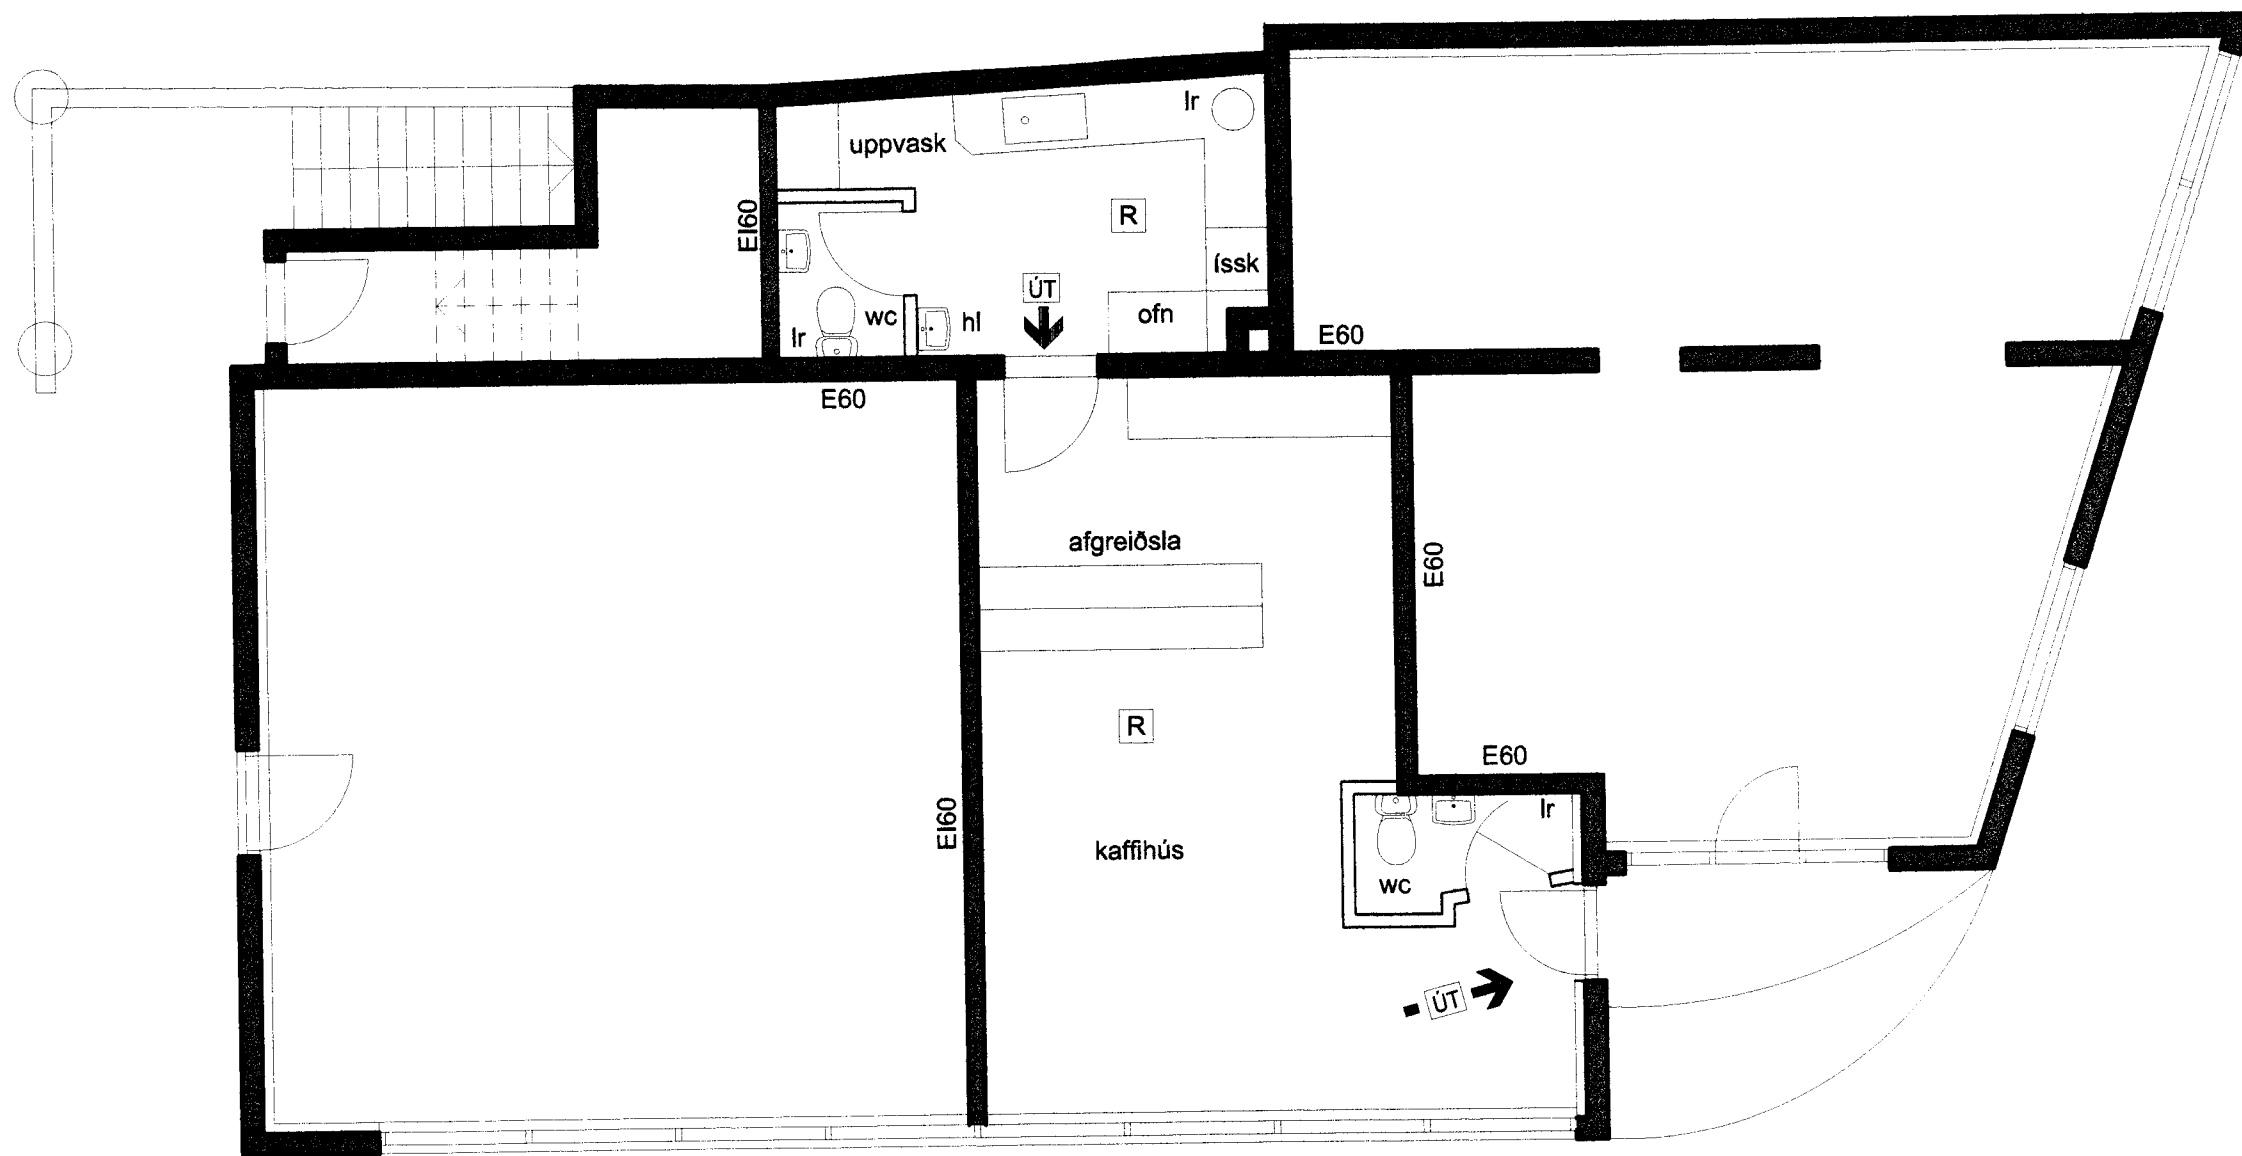 lr
uppvask
R
EI60
íssk
ÚT
wc
hl
ofn
lr
E60
E60
afgreiðsla
E60
R
E60
lr
EI60
kaffihús
wc
ÚT